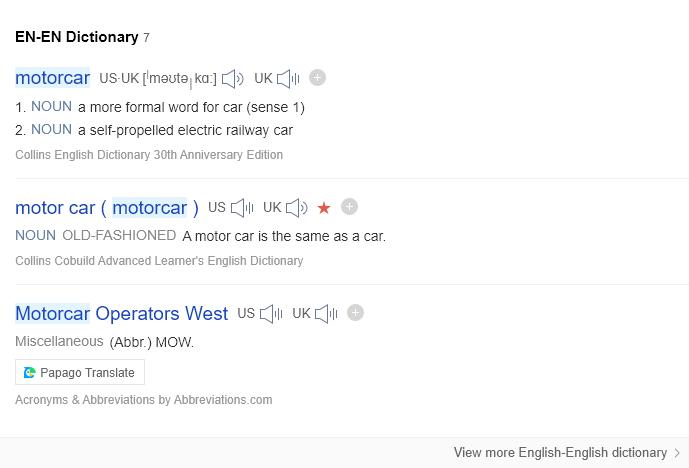 EN-EN Dictionary 7
motorcar US·UK [ˈməʊtəˌkɑː] UK
1. NOUN a more formal word for car (sense 1)
2. NOUN a self-propelled electric railway car
Collins English Dictionary 30th Anniversary Edition
motor car ( motorcar ) US UK
NOUN OLD-FASHIONED A motor car is the same as a car.
Collins Cobuild Advanced Learner's English Dictionary
Motorcar Operators West US UK
Miscellaneous (Abbr.) MOW.
Papago Translate
Acronyms & Abbreviations by Abbreviations.com
View more English-English dictionary